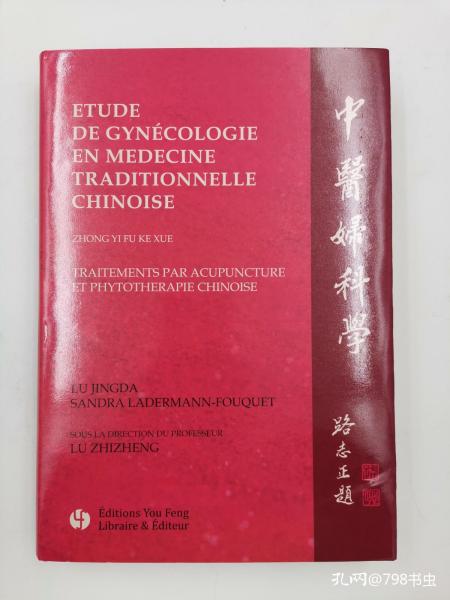 ETUDE
DE GYNÉCOLOGIE
EN MEDECINE
TRADITIONNELLE
CHINOISE
ZHONG YI FU KE XUE
TRAITEMENTS PAR ACUPUNCTURE
ET PHYTOTHERAPIE CHINOISE
LU JINGDA
SANDRA LADERMANN-FOUQUET
SOUS LA DIRECTION DU PROFESSEUR
LU ZHIZHENG
Éditions You Feng
Libraire & Éditeur
中醫婦科學
路志正題
孔网@798书虫